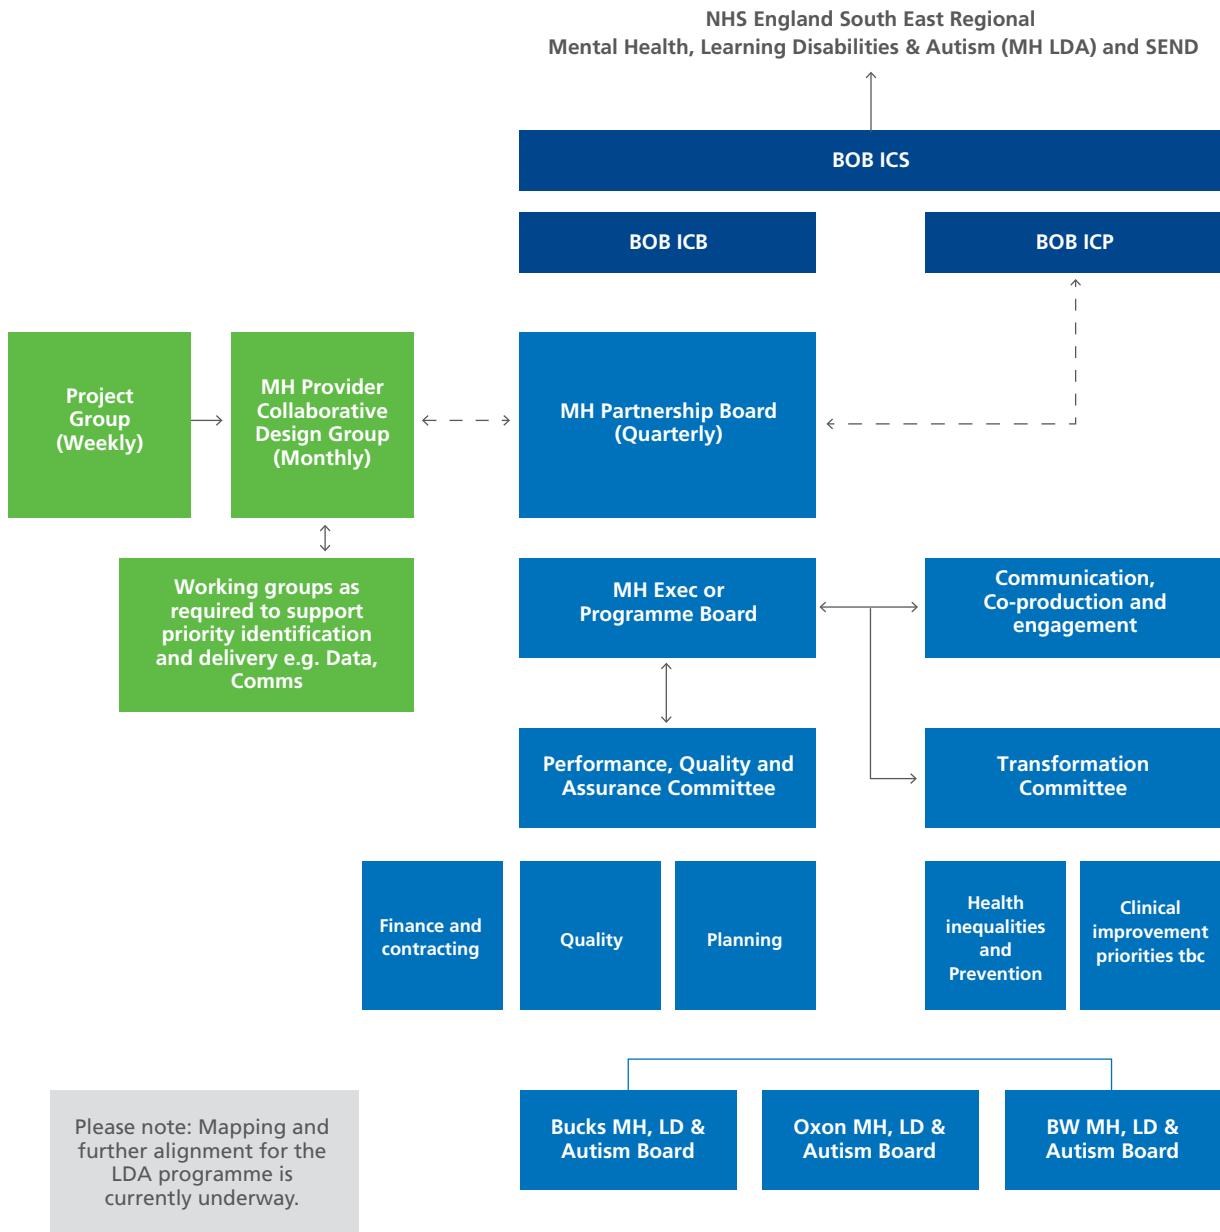 NHS England South East Regional
Mental Health, Learning Disabilities & Autism (MH LDA) and SEND
BOB ICS
BOB ICB
BOB ICP
Project
Group
(Weekly)
MH Provider
Collaborative
Design Group
(Monthly)
MH Partnership Board
(Quarterly)
Working groups as
required to support
priority identification
and delivery e.g. Data,
Comms
MH Exec or
Programme Board
Communication,
Co-production and
engagement
Performance, Quality and
Assurance Committee
Transformation
Committee
Finance and
contracting
Quality
Planning
Health
inequalities
and
Prevention
Clinical
improvement
priorities tbc
Please note: Mapping and
further alignment for the
LDA programme is
currently underway.
Bucks MH, LD &
Autism Board
Oxon MH, LD &
Autism Board
BW MH, LD &
Autism Board